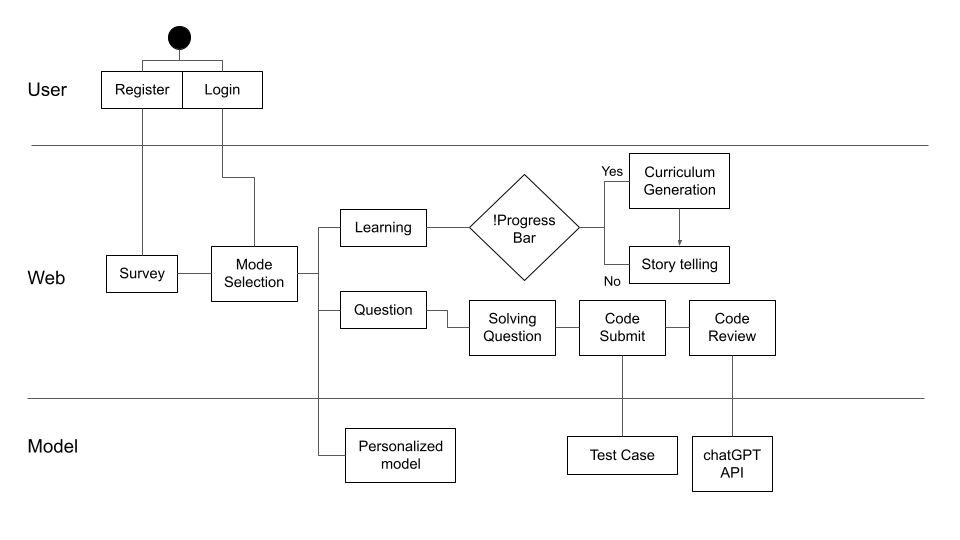 User
Register
Login
Web
Survey
Mode
Selection
Learning
!Progress
Bar
Yes
Curriculum
Generation
No
Story telling
Question
Solving
Question
Code
Submit
Code
Review
Model
Personalized
model
Test Case
chatGPT
API